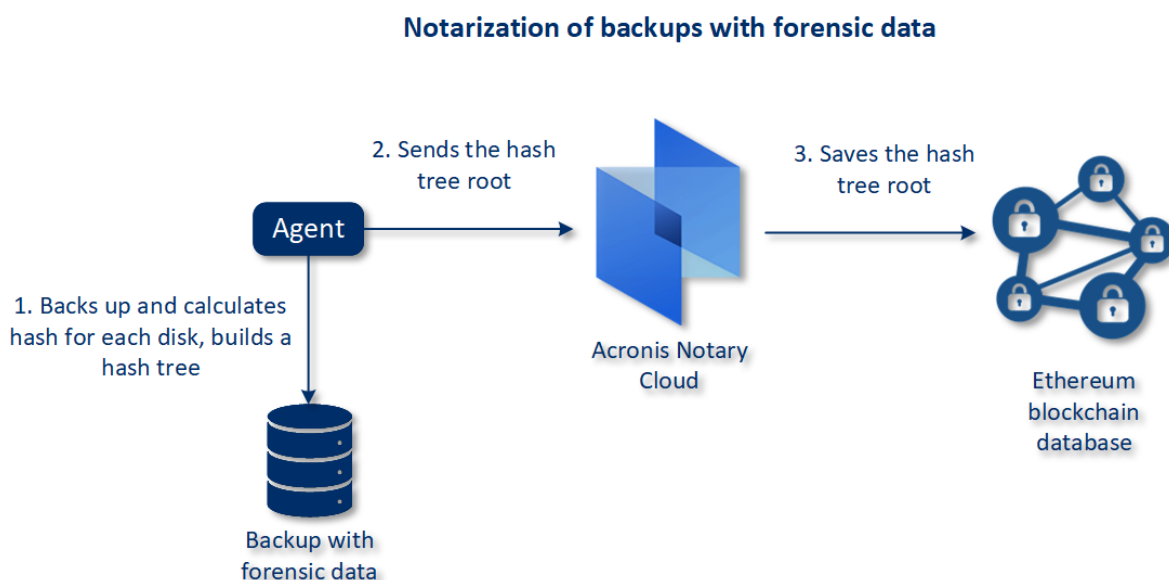 Notarization of backups with forensic data
2. Sends the hash
tree root
3. Saves the hash
tree root
Agent
1. Backs up and calculates
hash for each disk, builds a
hash tree
Acronis Notary
Cloud
Ethereum
blockchain
database
Backup with
forensic data